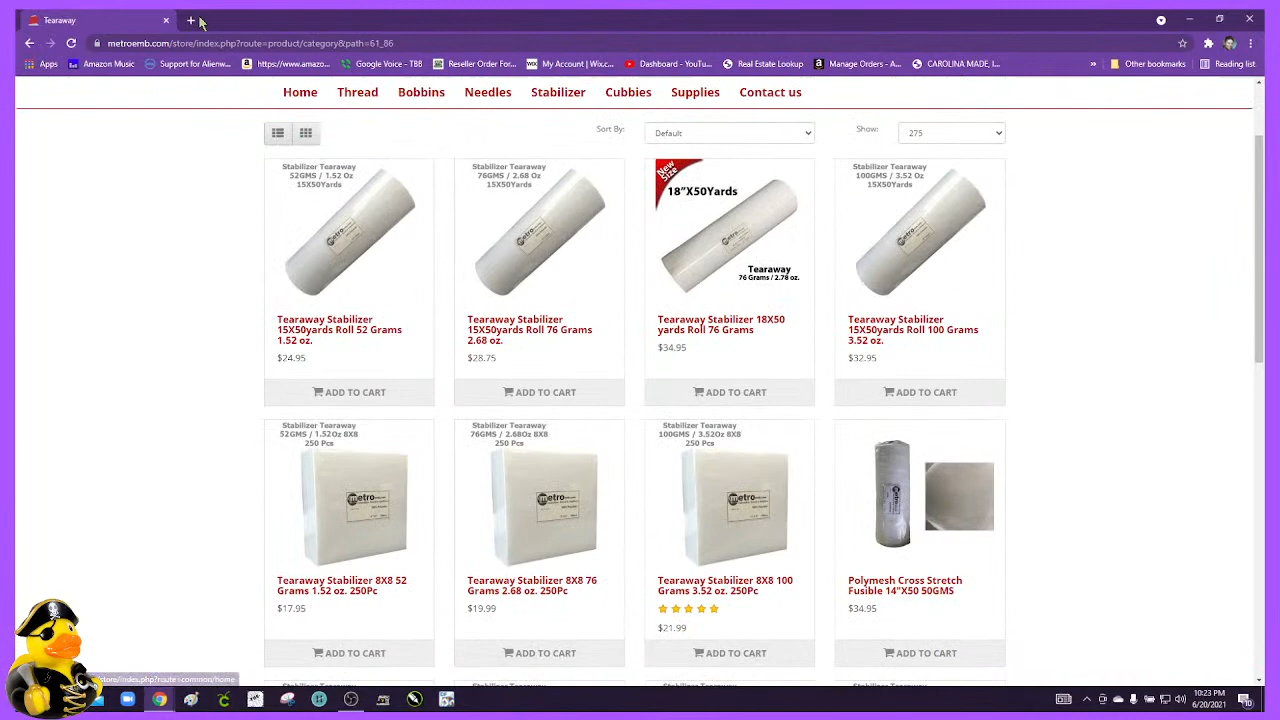 Tearaway
metroemb.com/store/index.php?route=product/category&path=61_86
Apps Amazon Music Support for Alienw... https://www.amazo... Google Voice - TBB Reseller Order For... My Account | Wix.c... Dashboard - YouT... Real Estate Lookup Manage Orders - A... CAROLINA MADE, I... » Other bookmarks Reading list
Home Thread Bobbins Needles Stabilizer Cubbies Supplies Contact us
Sort By: Default Show: 275
Stabilizer Tearaway
52GMS / 1.52 Oz
15X50Yards
Tearaway Stabilizer
15X50yards Roll 52 Grams
1.52 oz.
$24.95
ADD TO CART
Stabilizer Tearaway
76GMS / 2.68 Oz
15X50Yards
Tearaway Stabilizer
15X50yards Roll 76 Grams
2.68 oz.
$28.75
ADD TO CART
New
Size
18"X50Yards
Tearaway
76 Grams / 2.78 oz.
Tearaway Stabilizer 18X50
yards Roll 76 Grams
$34.95
ADD TO CART
Stabilizer Tearaway
100GMS / 3.52 Oz
15X50Yards
Tearaway Stabilizer
15X50yards Roll 100 Grams
3.52 oz.
$32.95
ADD TO CART
Stabilizer Tearaway
52GMS / 1.52Oz 8X8
250 Pcs
metro
Tearaway Stabilizer 8X8 52
Grams 1.52 oz. 250Pc
$17.95
ADD TO CART
Stabilizer Tearaway
76GMS / 2.68Oz 8X8
250 Pcs
metro
Tearaway Stabilizer 8X8 76
Grams 2.68 oz. 250Pc
$19.99
ADD TO CART
Stabilizer Tearaway
100GMS / 3.52Oz 8X8
250 Pcs
metro
Tearaway Stabilizer 8X8 100
Grams 3.52 oz. 250Pc
$21.99
ADD TO CART
Polymesh Cross Stretch
Fusible 14"X50 50GMS
$34.95
ADD TO CART
store/index.php?route=common/home
10:23 PM
6/20/2021